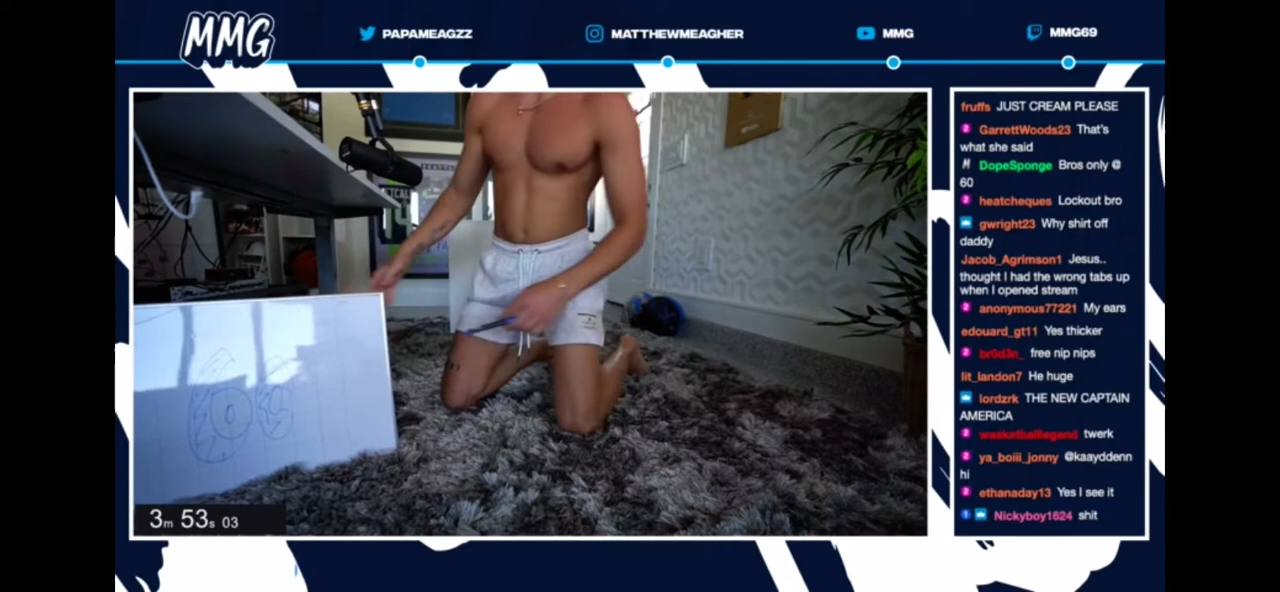 MMG
PAPAMEAGZZ
MATTHEWMEAGHER
MMG
MMG69
fruffs JUST CREAM PLEASE
GarrettWoods23 That's
what she said
DopeSponge Bros only @
60
heatcheques Lockout bro
gwright23 Why shirt off
daddy
Jacob_Agrimson1 Jesus..
thought I had the wrong tabs up
when I opened stream
anonymous77221 My ears
edouard_gt11 Yes thicker
br0d3n_ free nip nips
lit_landon7 He huge
lordzrk THE NEW CAPTAIN
AMERICA
twerk
ya_boiii_jonny @kaayddenn
hi
ethanaday13 Yes I see it
Nickyboy1624 shit
3m 53s 03